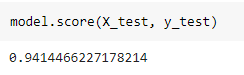 model.score(X_test, y_test)
0.9414466227178214